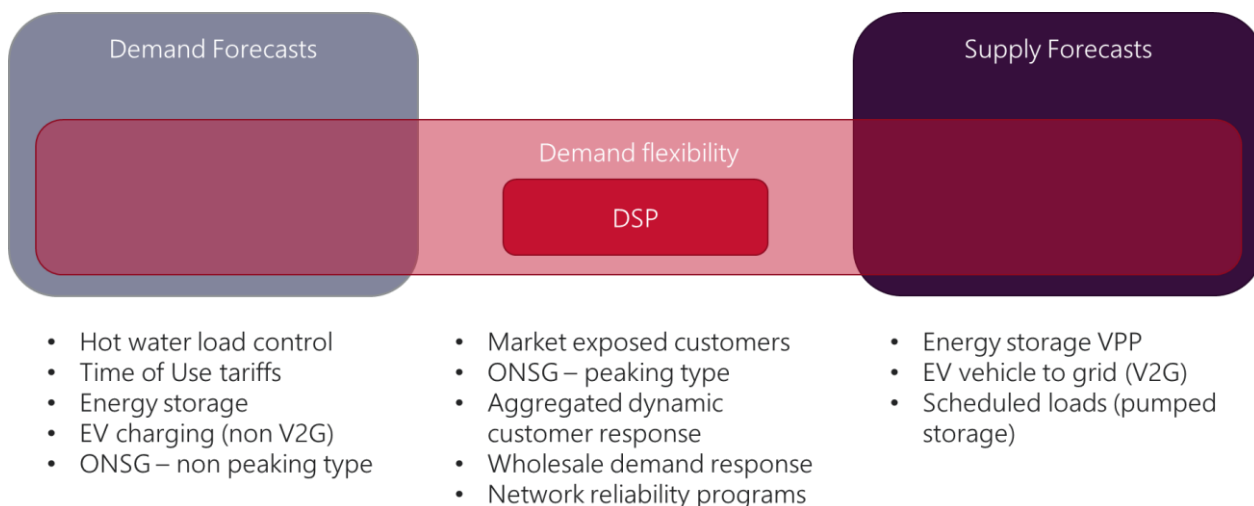 Demand Forecasts
Supply Forecasts
Demand flexibility
DSP
• Hot water load control
• Time of Use tariffs
• Energy storage
• EV charging (non V2G)
• ONSG – non peaking type
• Market exposed customers
• ONSG – peaking type
• Aggregated dynamic
customer response
• Wholesale demand response
• Network reliability programs
• Energy storage VPP
• EV vehicle to grid (V2G)
• Scheduled loads (pumped
storage)